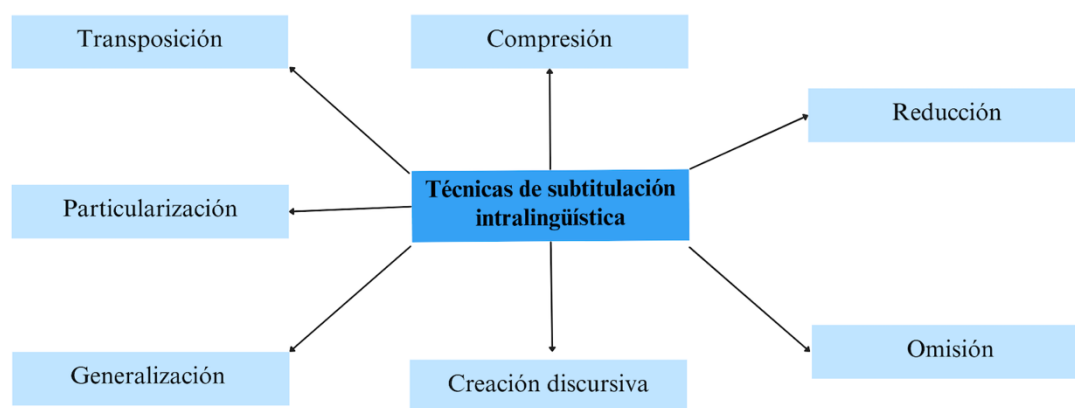 Transposición
Compresión
Reducción
Técnicas de subtitulación
intralingüística
Particularización
Omisión
Generalización
Creación discursiva